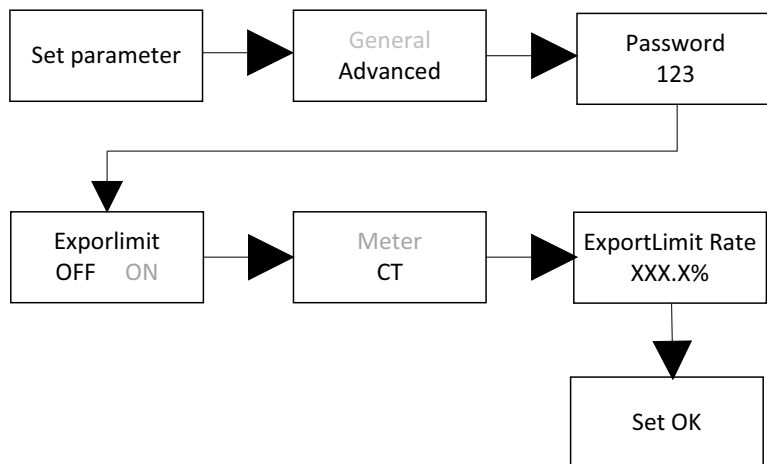 Set parameter
General
Advanced
Password
123
Exporlimit
OFF ON
Meter
CT
ExportLimit Rate
XXX.X%
Set OK